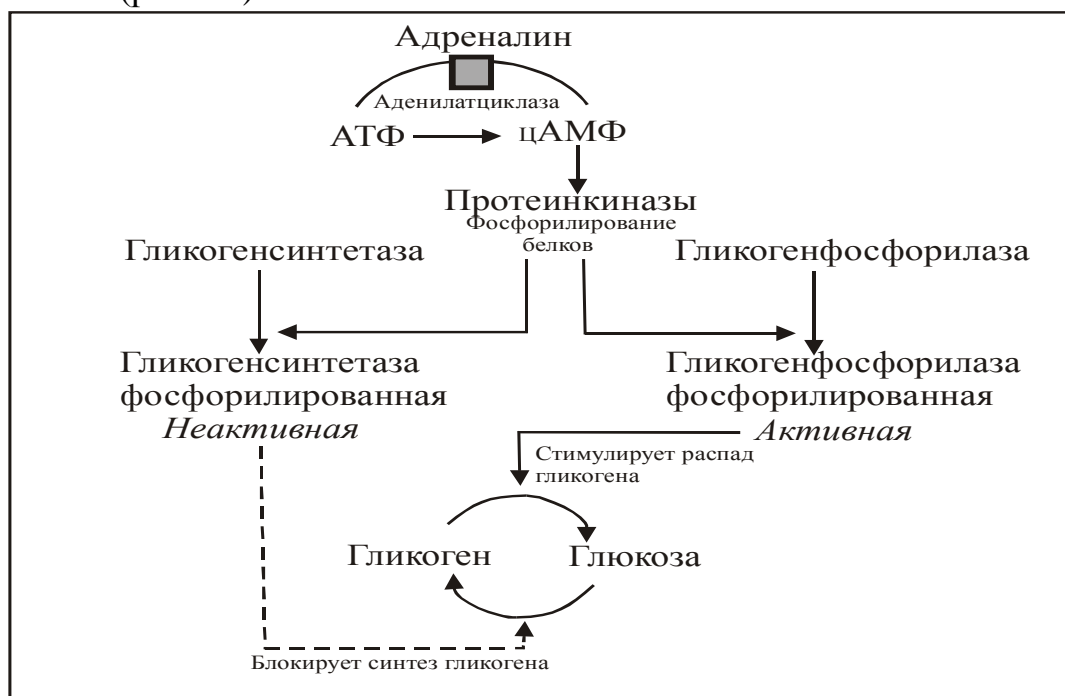 Адреналин
Аденилатциклаза
АТФ
цАМФ
Протеинкиназы
Фосфорилирование
белков
Гликогенсинтетаза
Гликогенфосфорилаза
Гликогенсинтетаза
фосфорилированная
Неактивная
Гликогенфосфорилаза
фосфорилированная
Активная
Стимулирует распад
гликогена
Гликоген
Глюкоза
Блокирует синтез гликогена